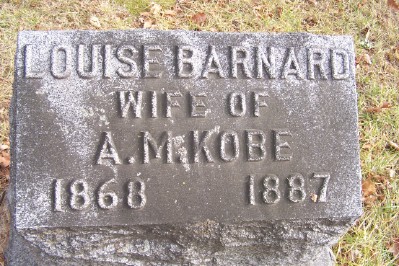 LOUISE BARNARD
WIFE OF
A. M. KOBE
1868 1887